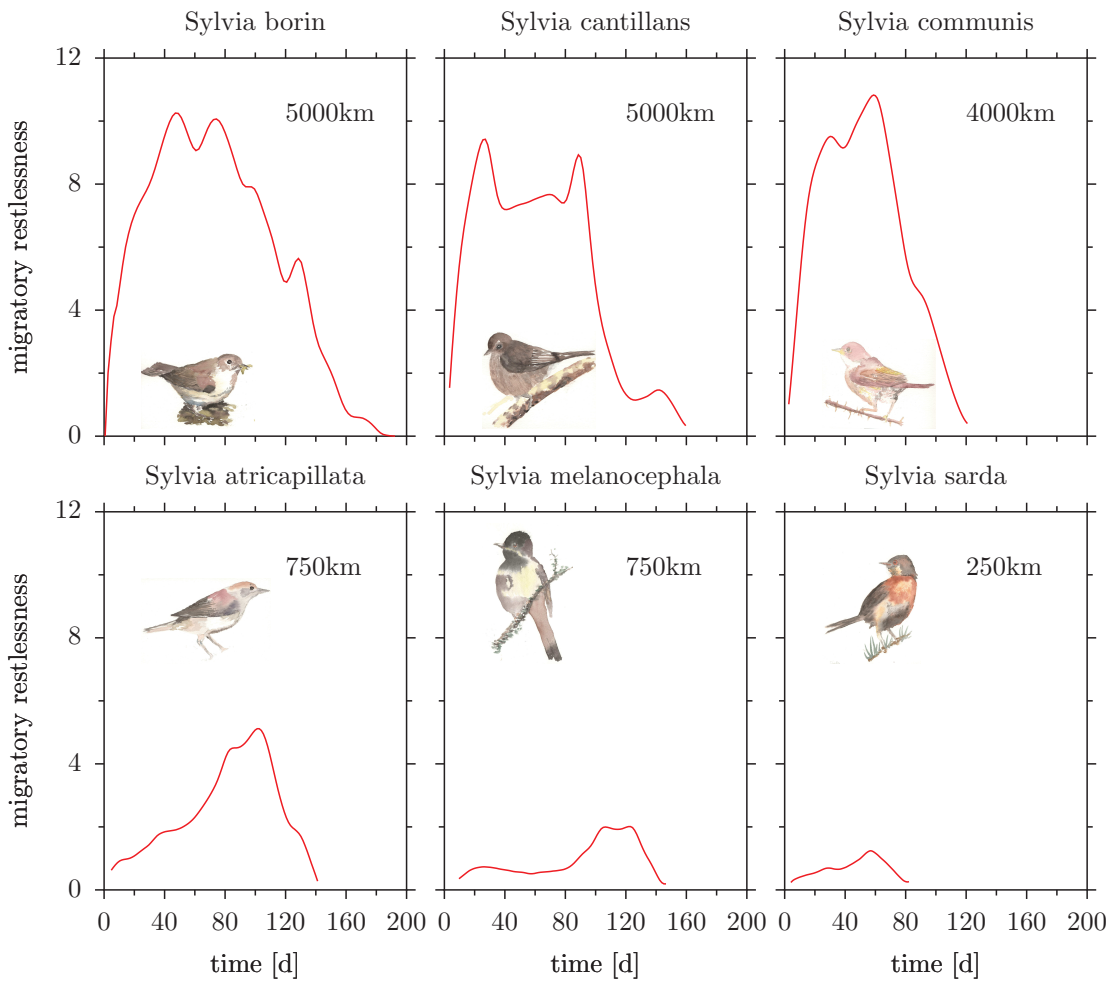 Sylvia borin
Sylvia cantillans
Sylvia communis
12
8
4
0
migratory restlessness
5000km
5000km
4000km
Sylvia atricapillata
Sylvia melanocephala
Sylvia sarda
12
8
4
0
migratory restlessness
750km
750km
250km
0 40 80 120 160 200
0 40 80 120 160 200
0 40 80 120 160 200
time [d]
time [d]
time [d]